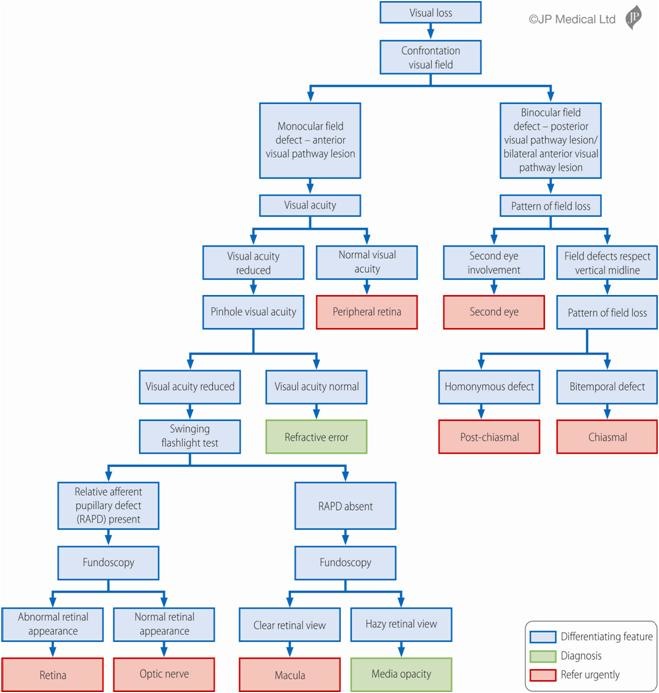 Visual loss
©JP Medical Ltd
JP
Confrontation
visual field
Monocular field
defect – anterior
visual pathway lesion
Binocular field
defect – posterior
visual pathway lesion/
bilateral anterior visual
pathway lesion
Visual acuity
Pattern of field loss
Visual acuity
reduced
Normal visual
acuity
Second eye
involvement
Field defects respect
vertical midline
Pinhole visual acuity
Peripheral retina
Second eye
Pattern of field loss
Visual acuity reduced
Visaul acuity normal
Homonymous defect
Bitemporal defect
Swinging
flashlight test
Refractive error
Post-chiasmal
Chiasmal
Relative afferent
pupillary defect
(RAPD) present
RAPD absent
Fundoscopy
Fundoscopy
Abnormal retinal
appearance
Normal retinal
appearance
Clear retinal view
Hazy retinal view
Retina
Optic nerve
Macula
Media opacity
Differentiating feature
Diagnosis
Refer urgently